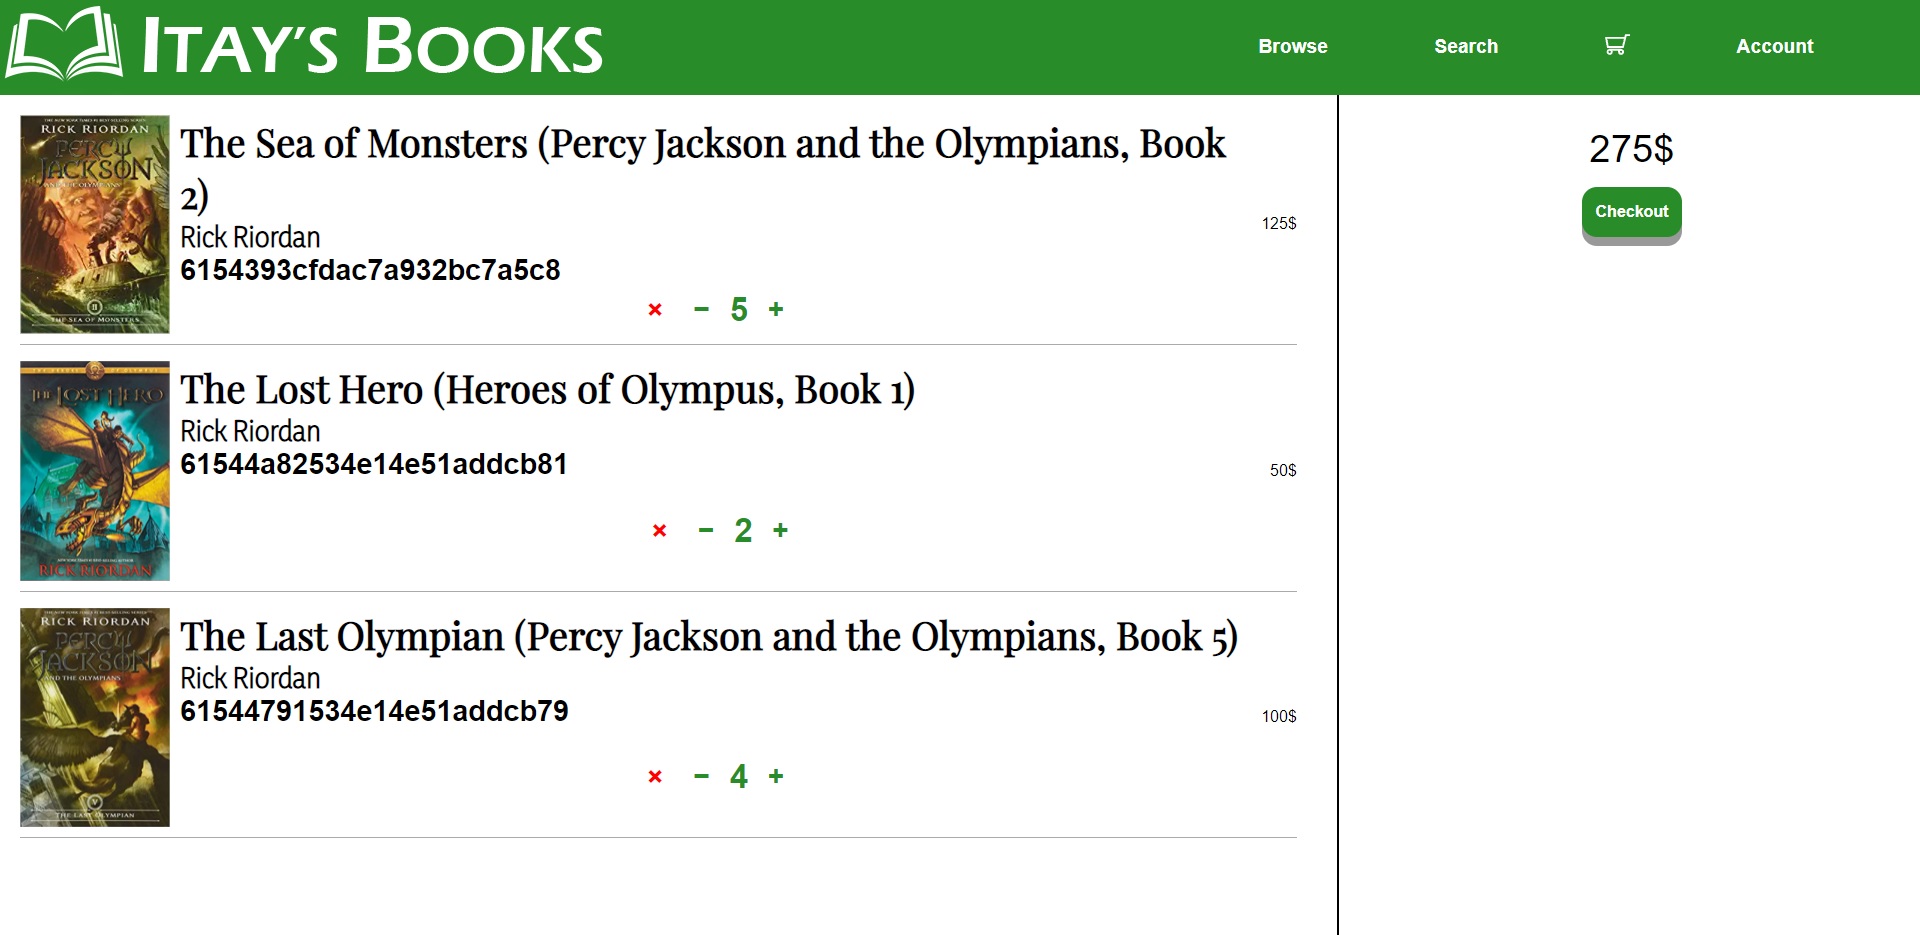 ITAY'S BOOKS
Browse
Search
Account
RICK RIORDAN
PERCY
JACKSON
AND THE OLYMPIANS
II
THE SEA OF MONSTERS
The Sea of Monsters (Percy Jackson and the Olympians, Book
2)
Rick Riordan
6154393cfdac7a932bc7a5c8
× − 5 +
125$
THE LOST HERO
RICK RIORDAN
The Lost Hero (Heroes of Olympus, Book 1)
Rick Riordan
61544a82534e14e51addcb81
× − 2 +
50$
RICK RIORDAN
PERCY
JACKSON
AND THE OLYMPIANS
V
THE LAST OLYMPIAN
The Last Olympian (Percy Jackson and the Olympians, Book 5)
Rick Riordan
61544791534e14e51addcb79
× − 4 +
100$
275$
Checkout